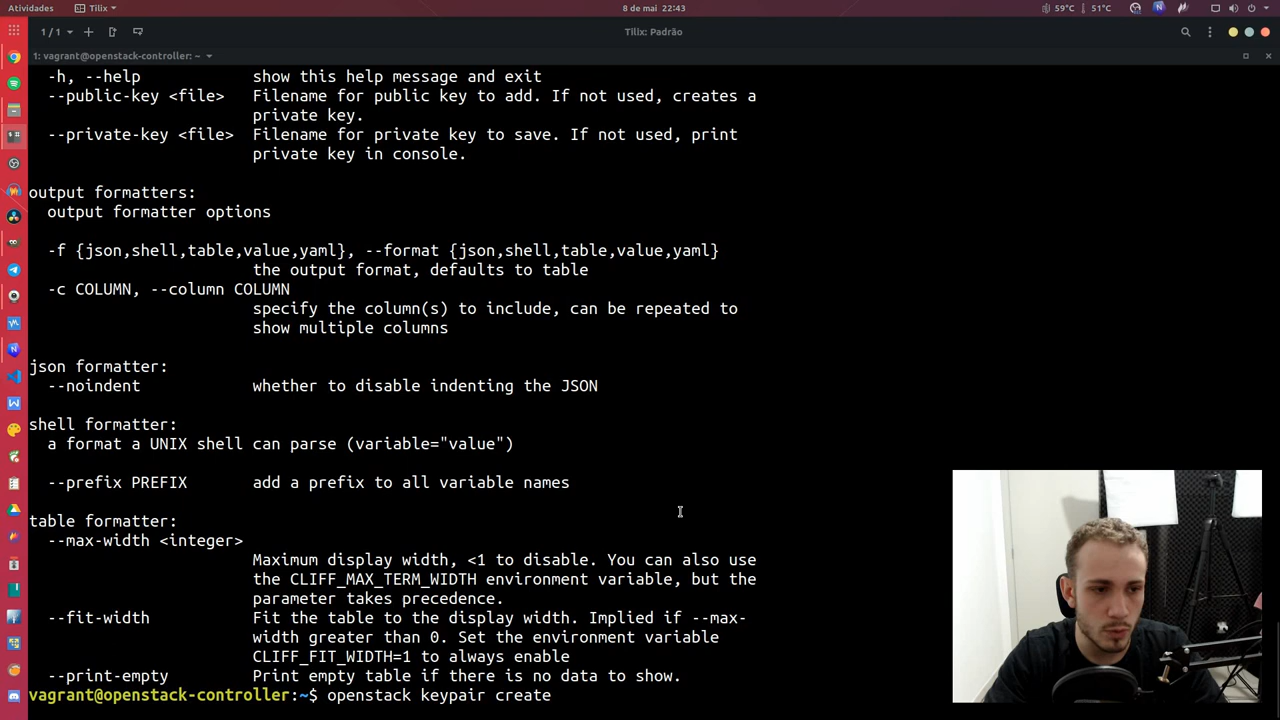 Atividades
Tilix
8 de mai 22:43
59°C
51°C
1 / 1
Tilix: Padrão
1: vagrant@openstack-controller: ~
-h, --help show this help message and exit
--public-key <file> Filename for public key to add. If not used, creates a
private key.
--private-key <file> Filename for private key to save. If not used, print
private key in console.
output formatters:
output formatter options
-f {json,shell,table,value,yaml}, --format {json,shell,table,value,yaml}
the output format, defaults to table
-c COLUMN, --column COLUMN
specify the column(s) to include, can be repeated to
show multiple columns
json formatter:
--noindent whether to disable indenting the JSON
shell formatter:
a format a UNIX shell can parse (variable="value")
--prefix PREFIX add a prefix to all variable names
table formatter:
--max-width <integer>
Maximum display width, <1 to disable. You can also use
the CLIFF_MAX_TERM_WIDTH environment variable, but the
parameter takes precedence.
--fit-width Fit the table to the display width. Implied if --max-
width greater than 0. Set the environment variable
CLIFF_FIT_WIDTH=1 to always enable
--print-empty Print empty table if there is no data to show.
vagrant@openstack-controller:~$ openstack keypair create